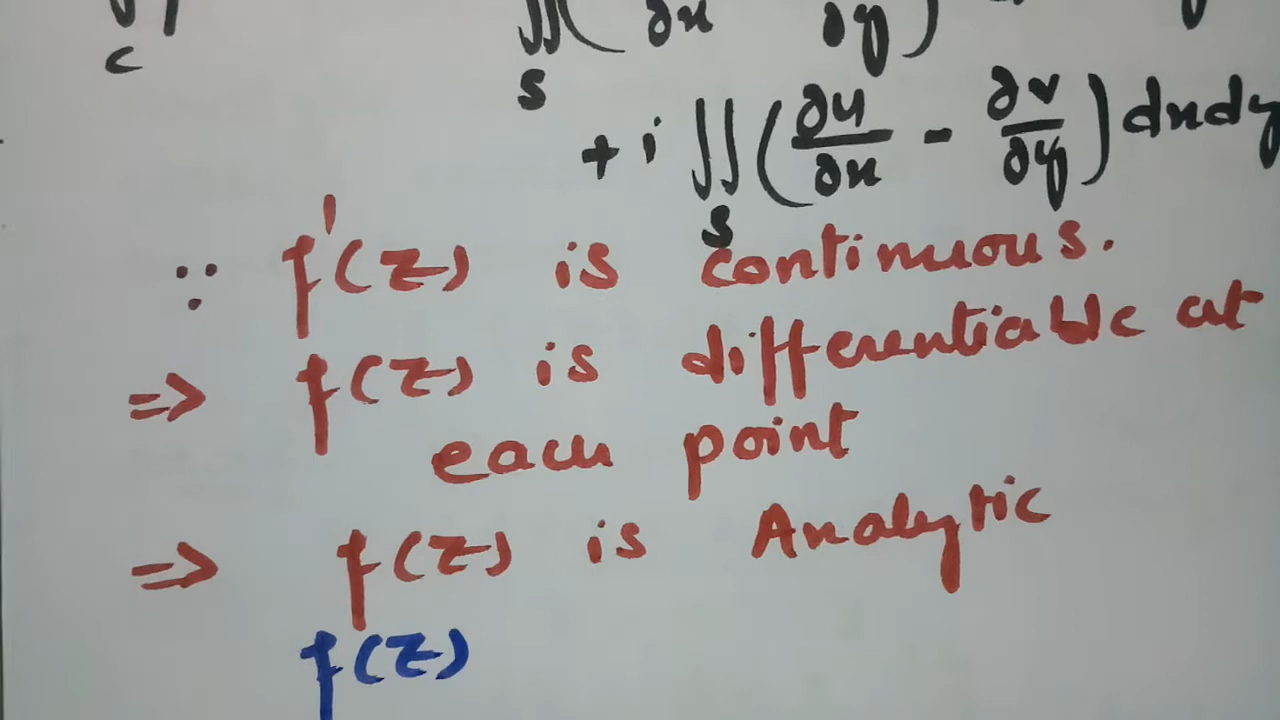 c ∬( ∂x ∂y )
S
+ i ∬ ( ∂u/∂x - ∂v/∂y ) dxdy
S
∵ f'(z) is continuous.
⇒ f(z) is differentiable at
each point
⇒ f(z) is Analytic
f(z)